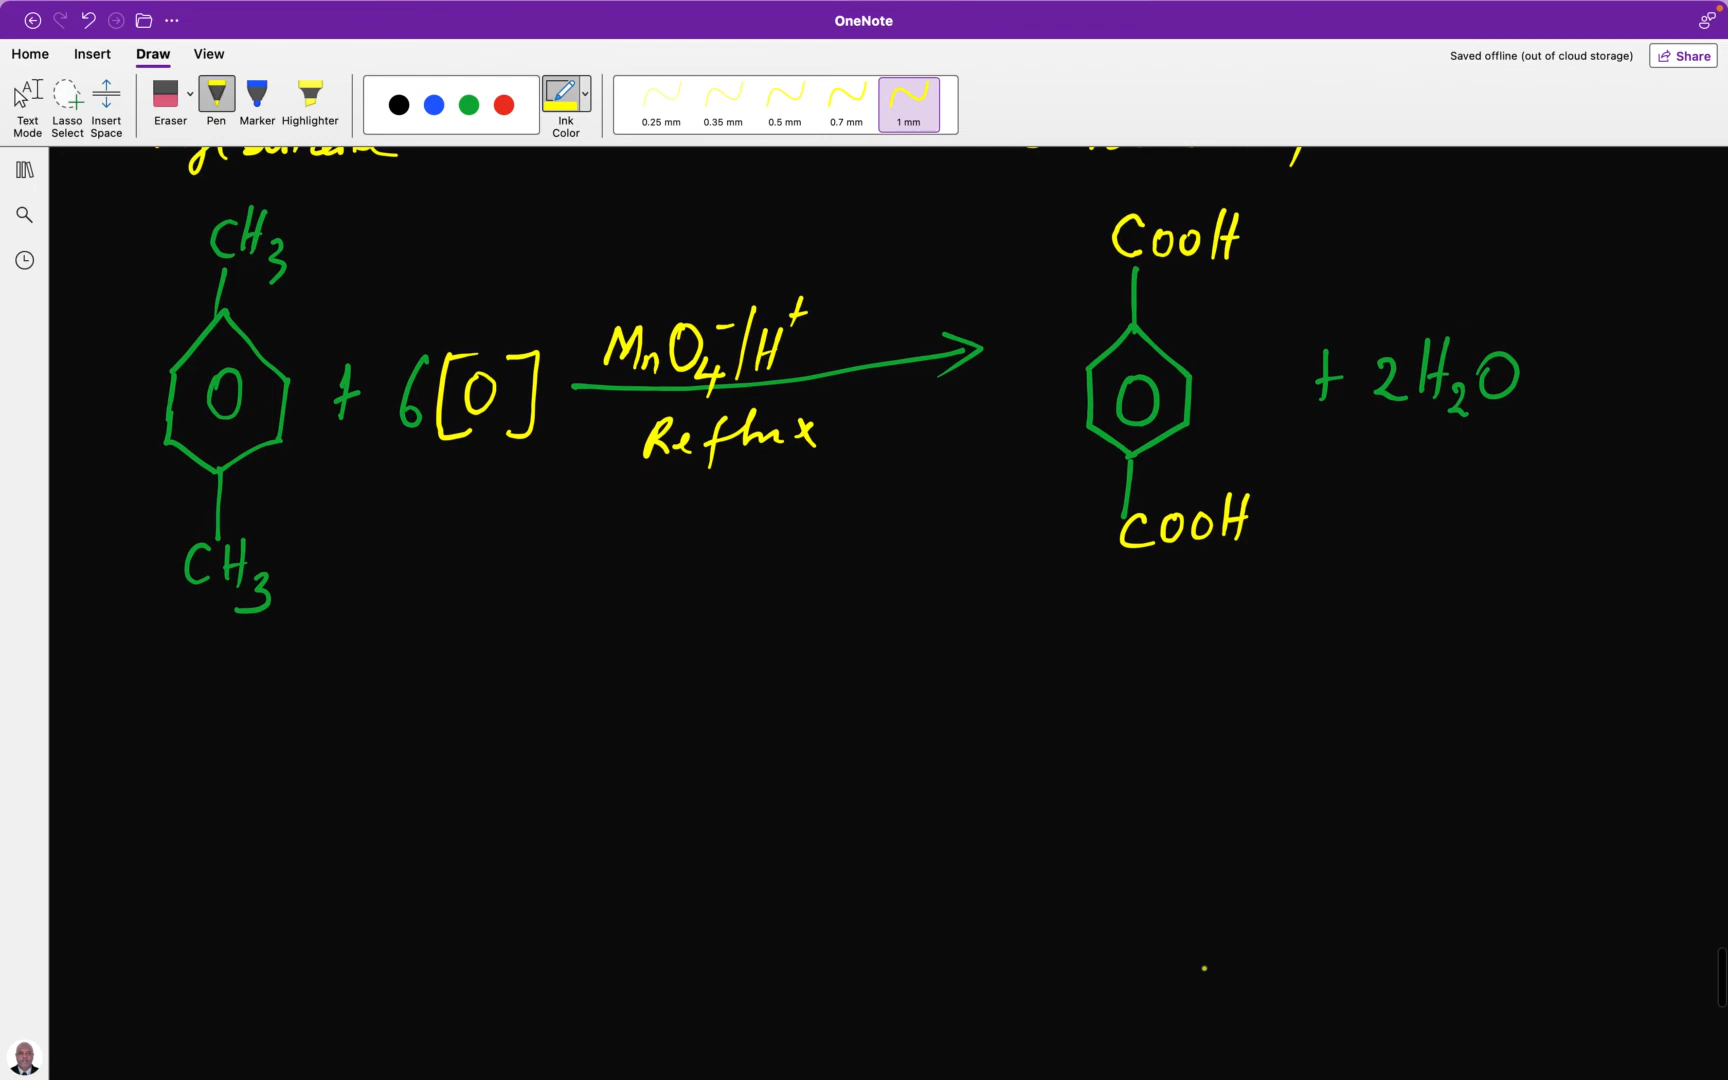 OneNote
Home Insert Draw View
Saved offline (out of cloud storage) Share
Text Mode
Lasso Select
Insert Space
Eraser Pen Marker Highlighter
Ink Color
0.25 mm 0.35 mm 0.5 mm 0.7 mm 1 mm
CH₃ COOH
+ 6[O] MnO₄⁻/H⁺ + 2H₂O
Reflux
CH₃ COOH